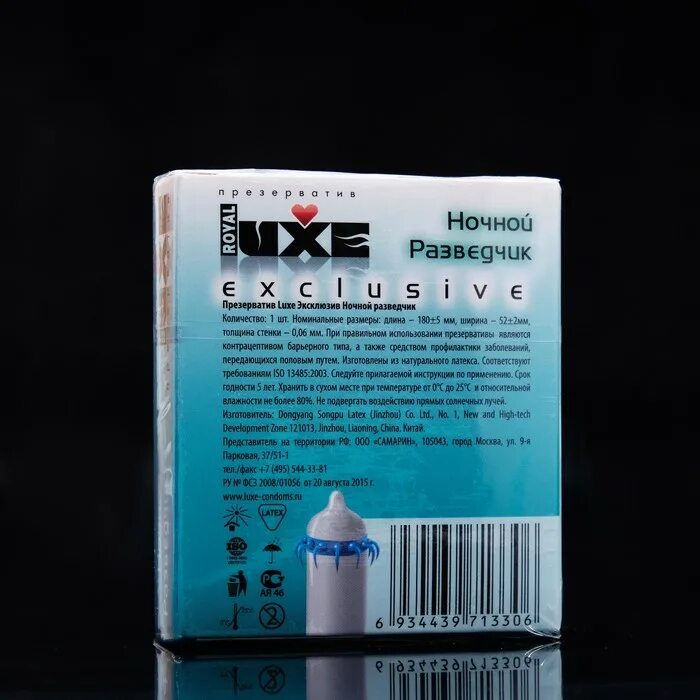 презерватив
ROYAL
LUXE
Ночной
Разведчик
exclusive
Презерватив Luxe Эксклюзив Ночной разведчик
Количество: 1 шт. Номинальные размеры: длина – 180±5 мм, ширина – 52±2мм,
толщина стенки – 0,06 мм. При правильном использовании презервативы являются
контрацептивом барьерного типа, а также средством профилактики заболеваний,
передающихся половым путем. Изготовлены из натурального латекса. Соответствуют
требованиям ISO 13485:2003. Следуйте прилагаемой инструкции по применению. Срок
годности 5 лет. Хранить в сухом месте при температуре от 0°C до 25°C и относительной
влажности не более 80%. Не подвергать воздействию прямых солнечных лучей.
Изготовитель: Dongyang Songpu Latex (Jinzhou) Co. Ltd., No. 1, New and High-tech
Development Zone 121013, Jinzhou, Liaoning, China. Китай.
Представитель на территории РФ: ООО «САМАРИН», 105043, город Москва, ул. 9-я
Парковая, 37/51-1
тел./факс +7 (495) 544-33-81
РУ № ФСЗ 2008/01056 от 20 августа 2015 г.
www.luxe-condoms.ru
LATEX
ISO
АЯ 46
6 934439 713306